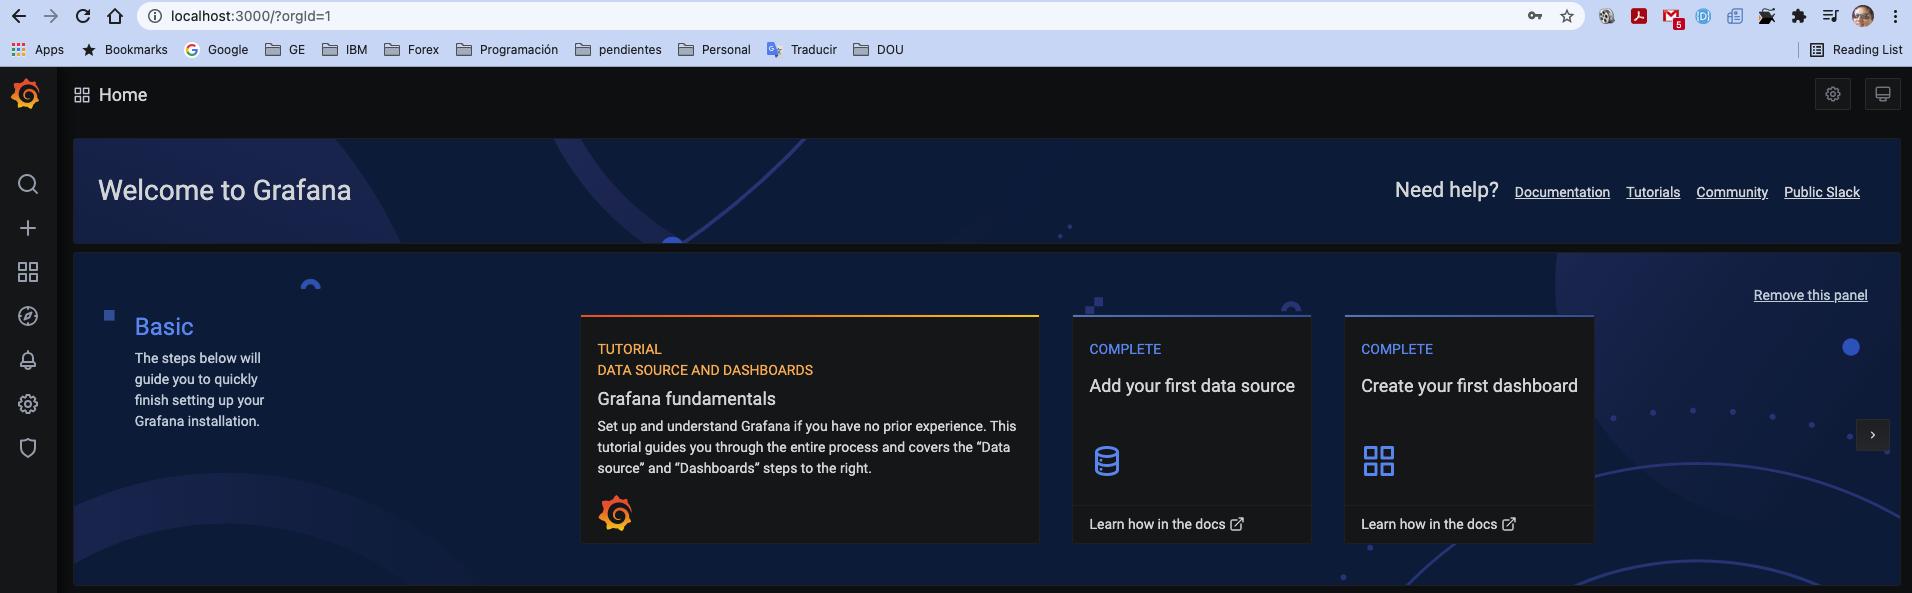 localhost:3000/?orgId=1
5
Apps Bookmarks Google GE IBM Forex Programación pendientes Personal Traducir DOU Reading List
Home
Welcome to Grafana
Need help? Documentation Tutorials Community Public Slack
Remove this panel
Basic
The steps below will
guide you to quickly
finish setting up your
Grafana installation.
TUTORIAL
DATA SOURCE AND DASHBOARDS
Grafana fundamentals
Set up and understand Grafana if you have no prior experience. This
tutorial guides you through the entire process and covers the “Data
source” and “Dashboards” steps to the right.
COMPLETE
Add your first data source
Learn how in the docs
COMPLETE
Create your first dashboard
Learn how in the docs